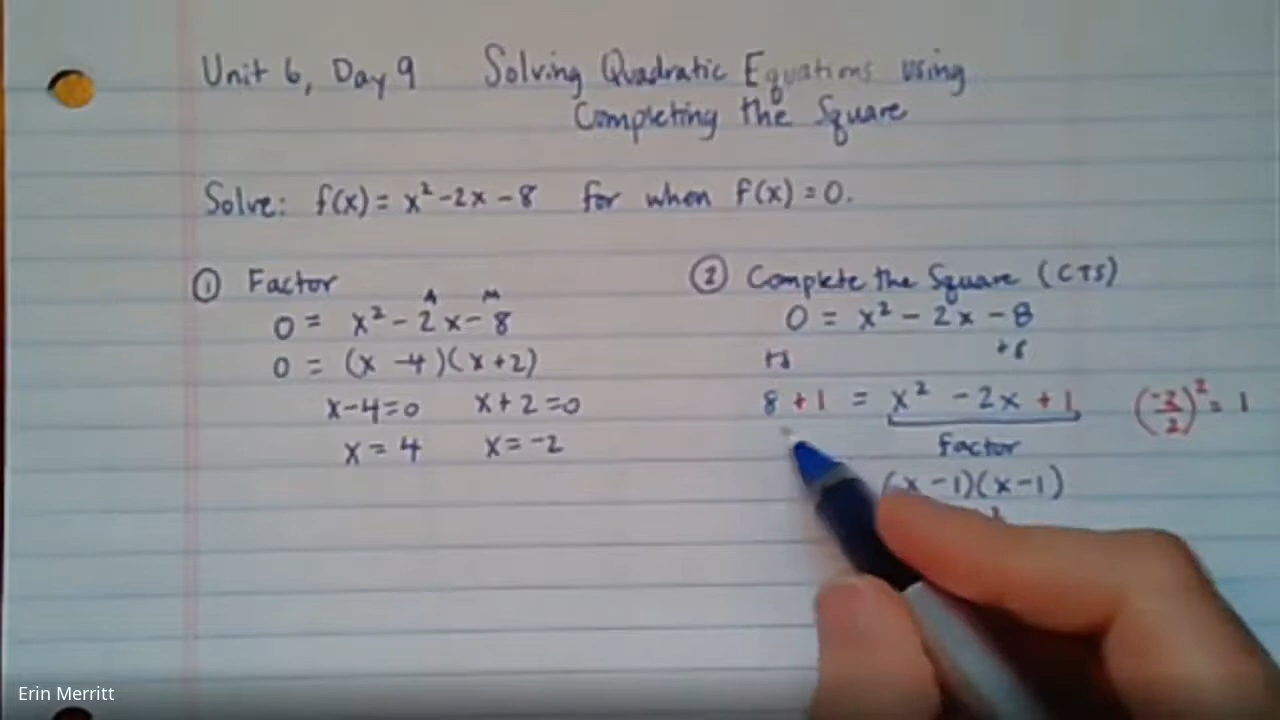 Unit 6, Day 9 Solving Quadratic Equations using
Completing the Square
Solve: f(x) = x² - 2x - 8 for when f(x) = 0.
① Factor
A M
0 = x² - 2x - 8
0 = (x - 4)(x + 2)
x - 4 = 0 x + 2 = 0
x = 4 x = -2
② Complete the Square (CTS)
0 = x² - 2x - 8
+8 +8
8 + 1 = x² - 2x + 1 (-2/2)² = 1
factor
(x - 1)(x - 1)
Erin Merritt